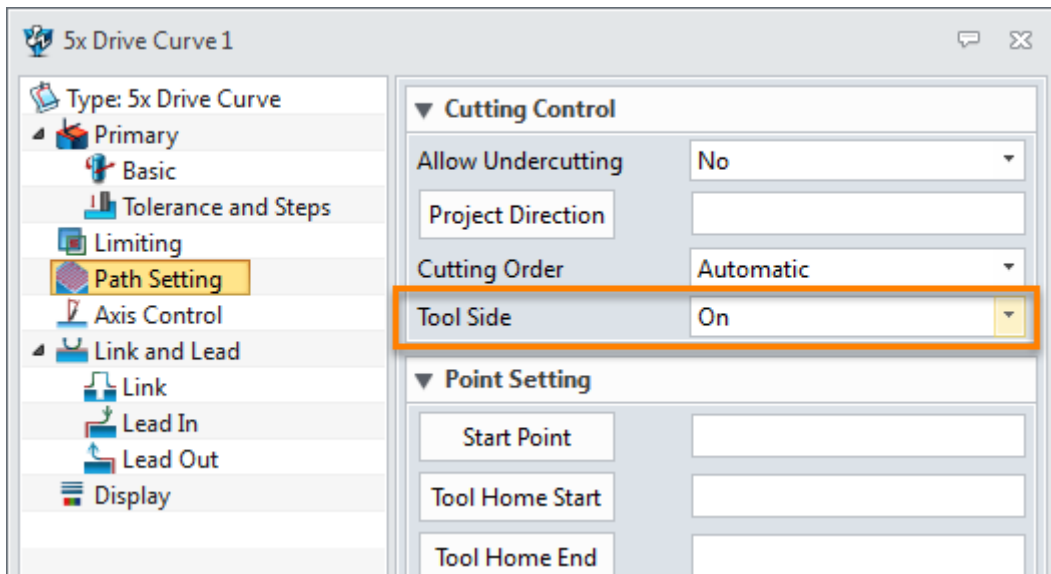 5x Drive Curve 1
Type: 5x Drive Curve
Primary
Basic
Tolerance and Steps
Limiting
Path Setting
Axis Control
Link and Lead
Link
Lead In
Lead Out
Display
Cutting Control
Allow Undercutting No
Project Direction
Cutting Order Automatic
Tool Side On
Point Setting
Start Point
Tool Home Start
Tool Home End